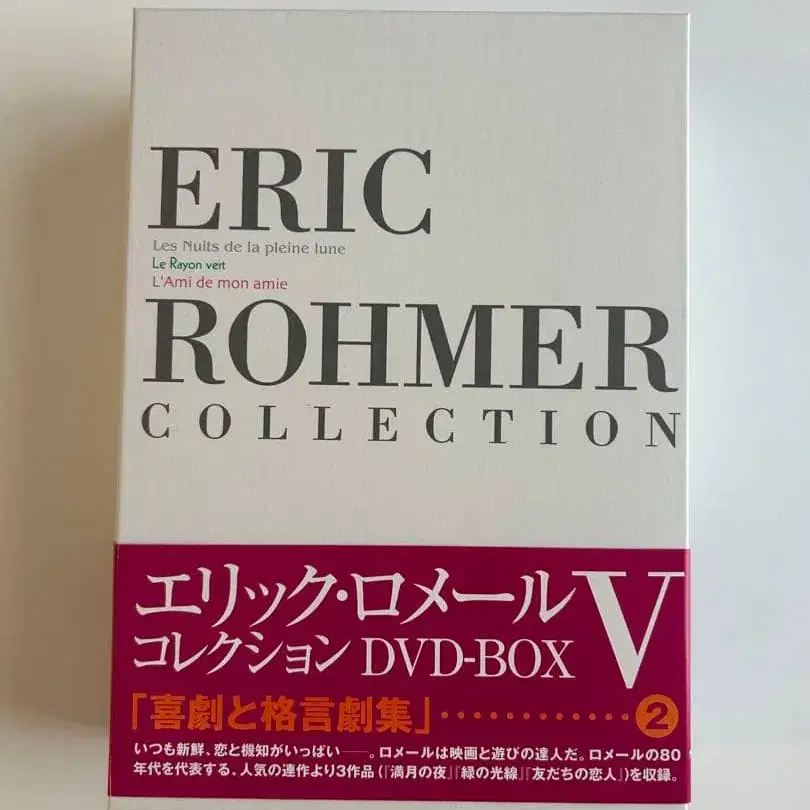 ERIC
Les Nuits de la pleine lune
Le Rayon vert
L'Ami de mon amie
ROHMER
COLLECTION
エリック・ロメール
コレクション DVD-BOX V
「喜劇と格言劇集」‥‥‥‥‥‥②
いつも新鮮、恋と機知がいっぱい――。ロメールは映画と遊びの達人だ。ロメールの80
年代を代表する、人気の連作より3作品（『満月の夜』『緑の光線』『友だちの恋人』）を収録。